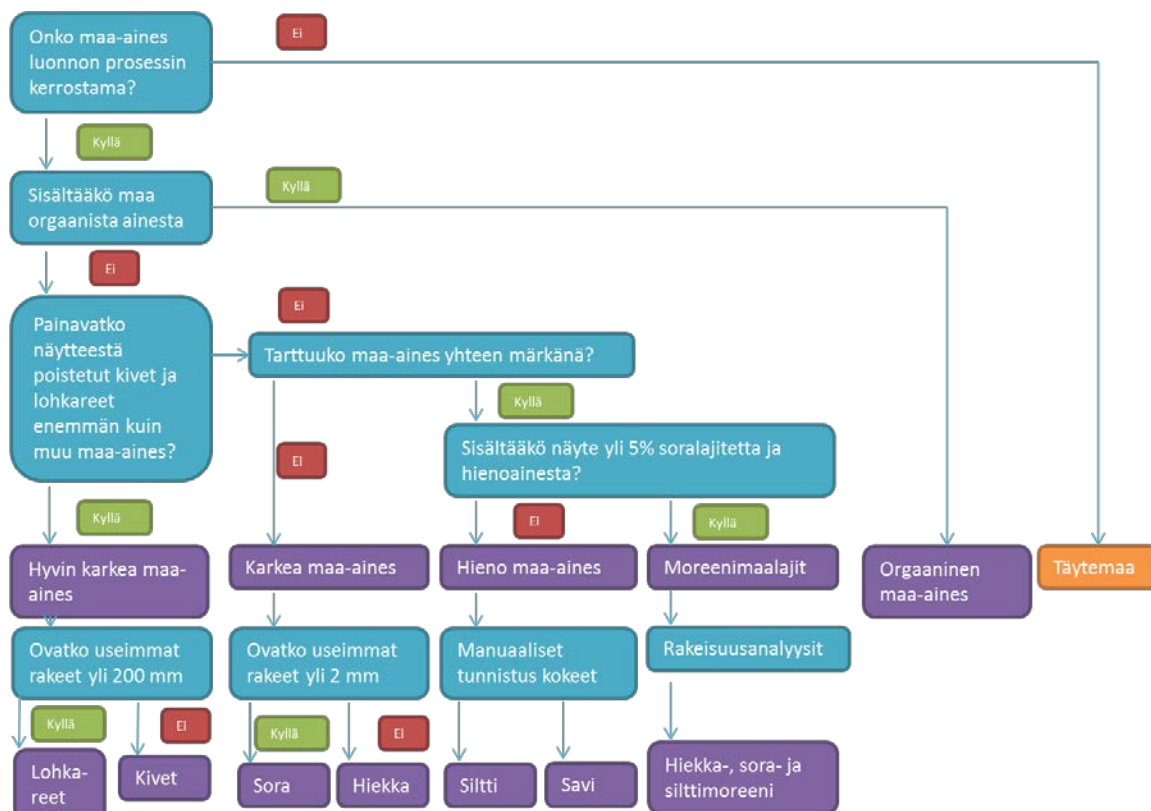 Onko maa-aines
luonnon prosessin
kerrostama?
Ei
Kyllä
Sisältääkö maa
orgaanista ainesta
Kyllä
Ei
Painavatko
näytteestä
poistetut kivet ja
lohkareet
enemmän kuin
muu maa-aines?
Ei
Tarttuuko maa-aines yhteen märkänä?
Kyllä
Sisältääkö näyte yli 5% soralajitetta ja
hienoainesta?
EI
Kyllä
EI
Kyllä
Hyvin karkea maa-
aines
Karkea maa-aines
Hieno maa-aines
Moreenimaalajit
Orgaaninen
maa-aines
Täytemaa
Ovatko useimmat
rakeet yli 200 mm
Ovatko useimmat
rakeet yli 2 mm
Manuaaliset
tunnistus kokeet
Rakeisuusanalyysit
Kyllä
EI
Kyllä
EI
Lohka-
reet
Kivet
Sora
Hiekka
Siltti
Savi
Hiekka-, sora- ja
silttimoreeni